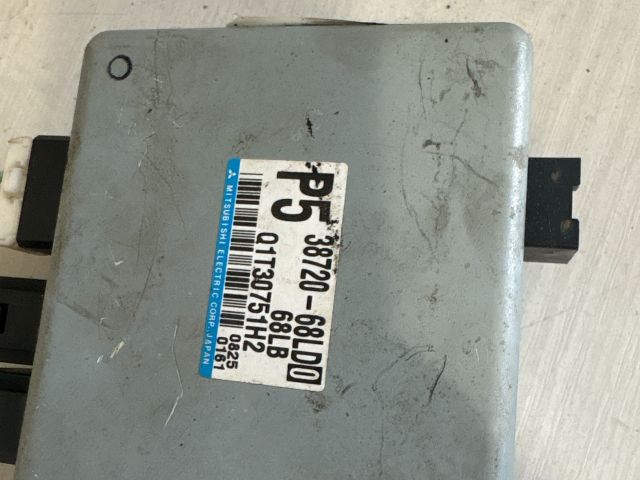 P5 38720-68LD0
68LB
Q1T30751H2
0825
0161
MITSUBISHI ELECTRIC CORP. JAPAN